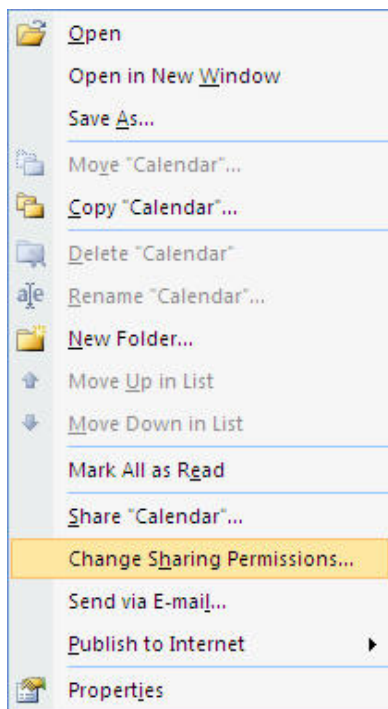 Open
Open in New Window
Save As...
Move "Calendar"...
Copy "Calendar"...
Delete "Calendar"
Rename "Calendar"...
New Folder...
Move Up in List
Move Down in List
Mark All as Read
Share "Calendar"...
Change Sharing Permissions...
Send via E-mail...
Publish to Internet
Properties